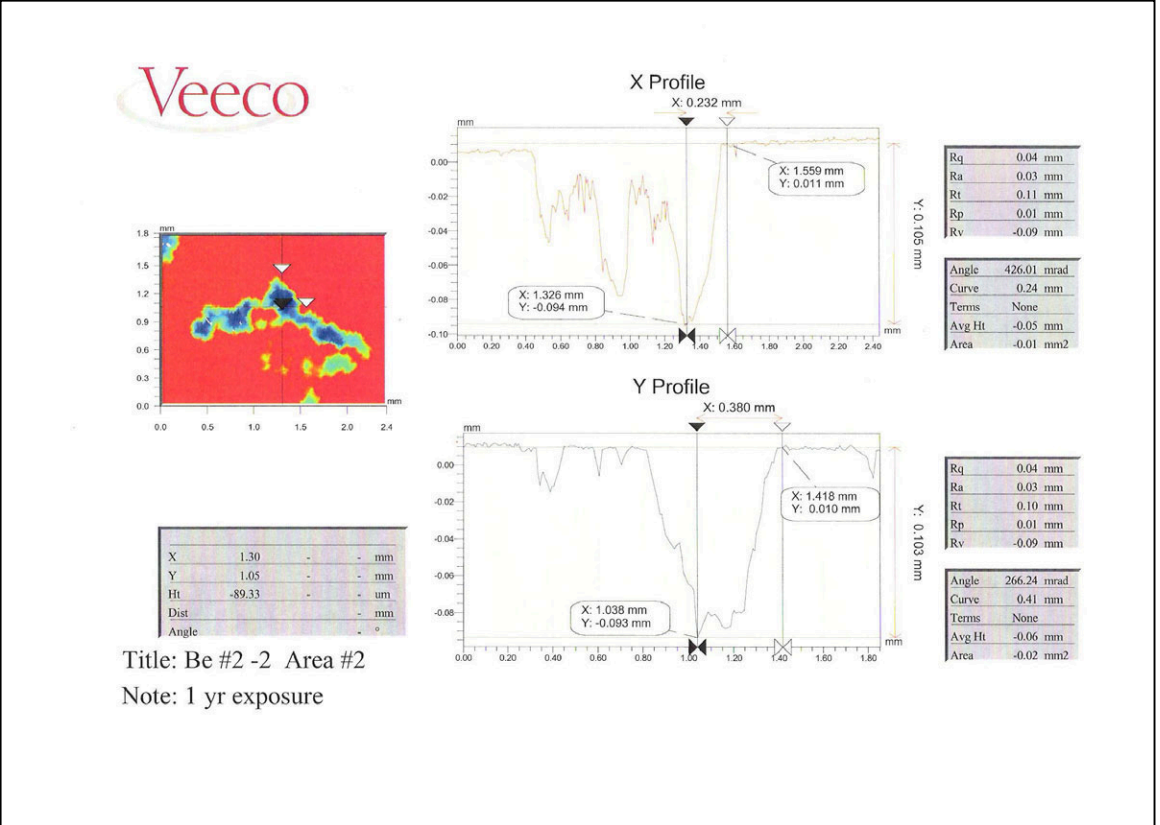 Veeco
X Profile
X: 0.232 mm
mm
0.00
-0.02
-0.04
-0.06
-0.08
-0.10
X: 1.559 mm
Y: 0.011 mm
X: 1.326 mm
Y: -0.094 mm
Y: 0.105 mm
mm
0.00 0.20 0.40 0.60 0.80 1.00 1.20 1.40 1.60 1.80 2.00 2.20 2.40
Rq 0.04 mm
Ra 0.03 mm
Rt 0.11 mm
Rp 0.01 mm
Rv -0.09 mm
Angle 426.01 mrad
Curve 0.24 mm
Terms None
Avg Ht -0.05 mm
Area -0.01 mm2
mm
1.8
1.5
1.2
0.9
0.6
0.3
0.0
mm
0.0 0.5 1.0 1.5 2.0 2.4
Y Profile
X: 0.380 mm
mm
0.00
-0.02
-0.04
-0.06
-0.08
X: 1.418 mm
Y: 0.010 mm
X: 1.038 mm
Y: -0.093 mm
Y: 0.103 mm
mm
0.00 0.20 0.40 0.60 0.80 1.00 1.20 1.40 1.60 1.80
Rq 0.04 mm
Ra 0.03 mm
Rt 0.10 mm
Rp 0.01 mm
Rv -0.09 mm
Angle 266.24 mrad
Curve 0.41 mm
Terms None
Avg Ht -0.06 mm
Area -0.02 mm2
X 1.30 - - mm
Y 1.05 - - mm
Ht -89.33 - - um
Dist - mm
Angle - °
Title: Be #2 -2 Area #2
Note: 1 yr exposure